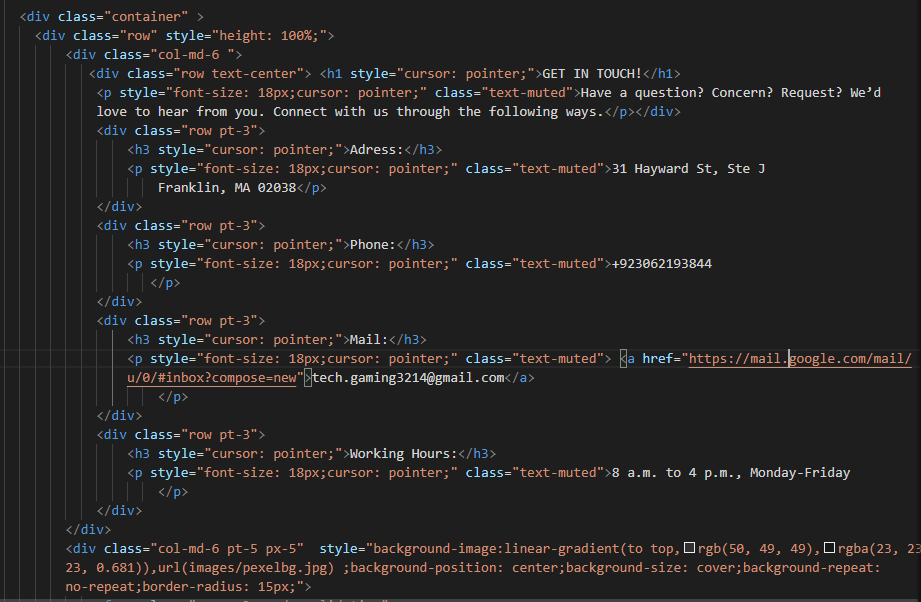 <div class="container" >
<div class="row" style="height: 100%;">
<div class="col-md-6 ">
<div class="row text-center"> <h1 style="cursor: pointer;">GET IN TOUCH!</h1>
<p style="font-size: 18px;cursor: pointer;" class="text-muted">Have a question? Concern? Request? We’d
love to hear from you. Connect with us through the following ways.</p></div>
<div class="row pt-3">
<h3 style="cursor: pointer;">Adress:</h3>
<p style="font-size: 18px;cursor: pointer;" class="text-muted">31 Hayward St, Ste J
Franklin, MA 02038</p>
</div>
<div class="row pt-3">
<h3 style="cursor: pointer;">Phone:</h3>
<p style="font-size: 18px;cursor: pointer;" class="text-muted">+923062193844
</p>
</div>
<div class="row pt-3">
<h3 style="cursor: pointer;">Mail:</h3>
<p style="font-size: 18px;cursor: pointer;" class="text-muted"> <a href="https://mail.google.com/mail/
u/0/#inbox?compose=new">tech.gaming3214@gmail.com</a>
</p>
</div>
<div class="row pt-3">
<h3 style="cursor: pointer;">Working Hours:</h3>
<p style="font-size: 18px;cursor: pointer;" class="text-muted">8 a.m. to 4 p.m., Monday-Friday
</p>
</div>
</div>
<div class="col-md-6 pt-5 px-5" style="background-image:linear-gradient(to top,rgb(50, 49, 49),rgba(23, 23
23, 0.681)),url(images/pexelbg.jpg) ;background-position: center;background-size: cover;background-repeat:
no-repeat;border-radius: 15px;">